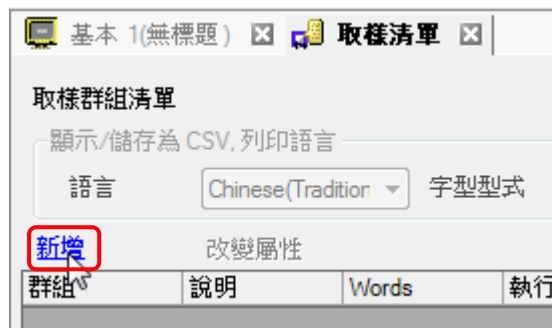 基本 1(無標題) 取樣清單
取樣群組清單
顯示/儲存為 CSV, 列印語言
語言 Chinese(Tradition 字型型式
新增 改變屬性
群組 說明 Words 執行